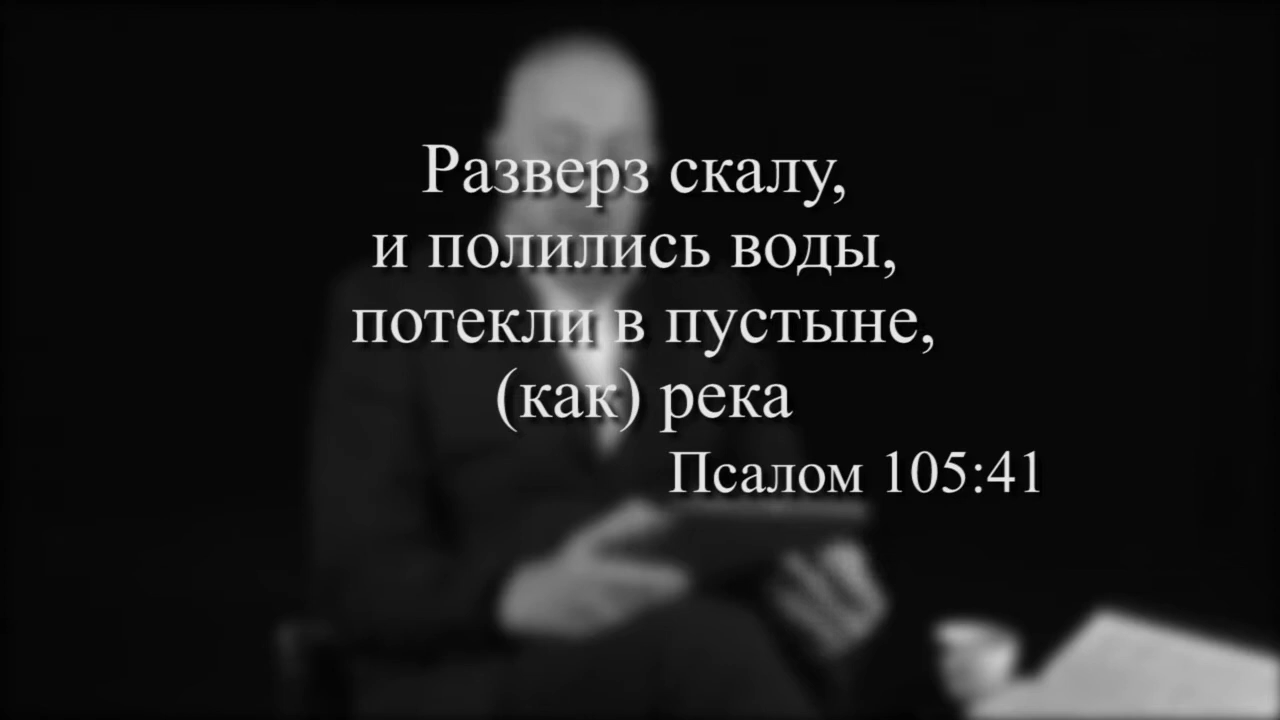 Разверз скалу,
и полились воды,
потекли в пустыне,
(как) река
Псалом 105:41